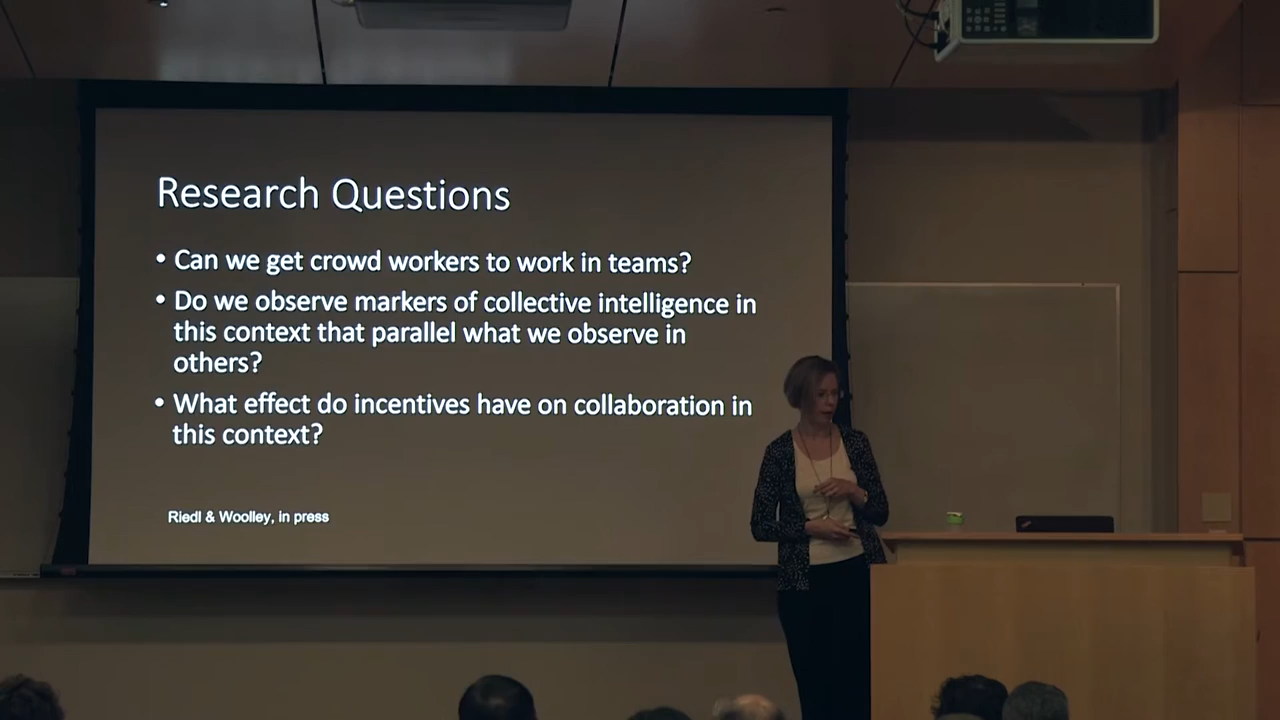 Research Questions
• Can we get crowd workers to work in teams?
• Do we observe markers of collective intelligence in
this context that parallel what we observe in
others?
• What effect do incentives have on collaboration in
this context?
Riedl & Woolley, in press